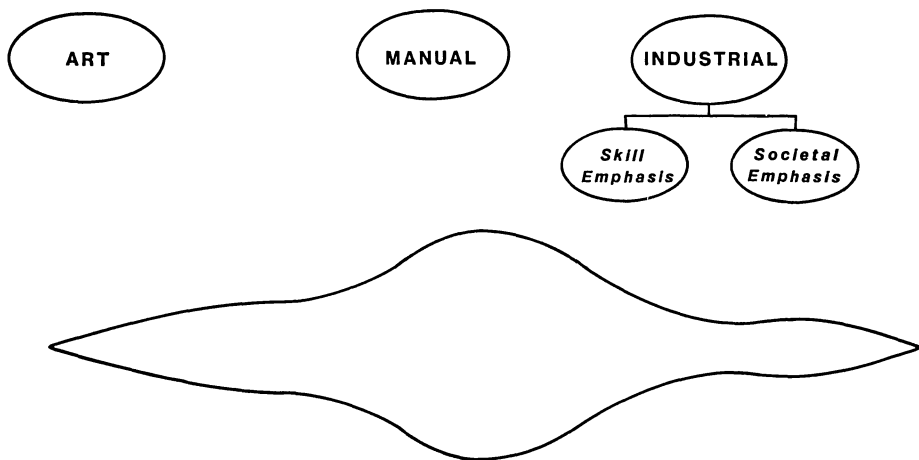 ART
MANUAL
INDUSTRIAL
Skill
Emphasis
Societal
Emphasis